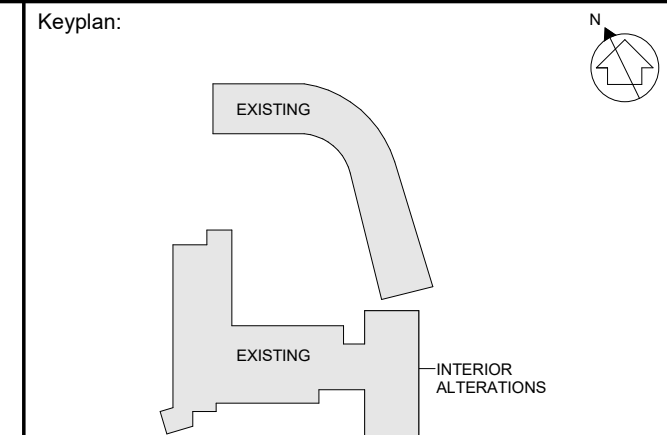 Keyplan:
N
EXISTING
EXISTING
INTERIOR
ALTERATIONS